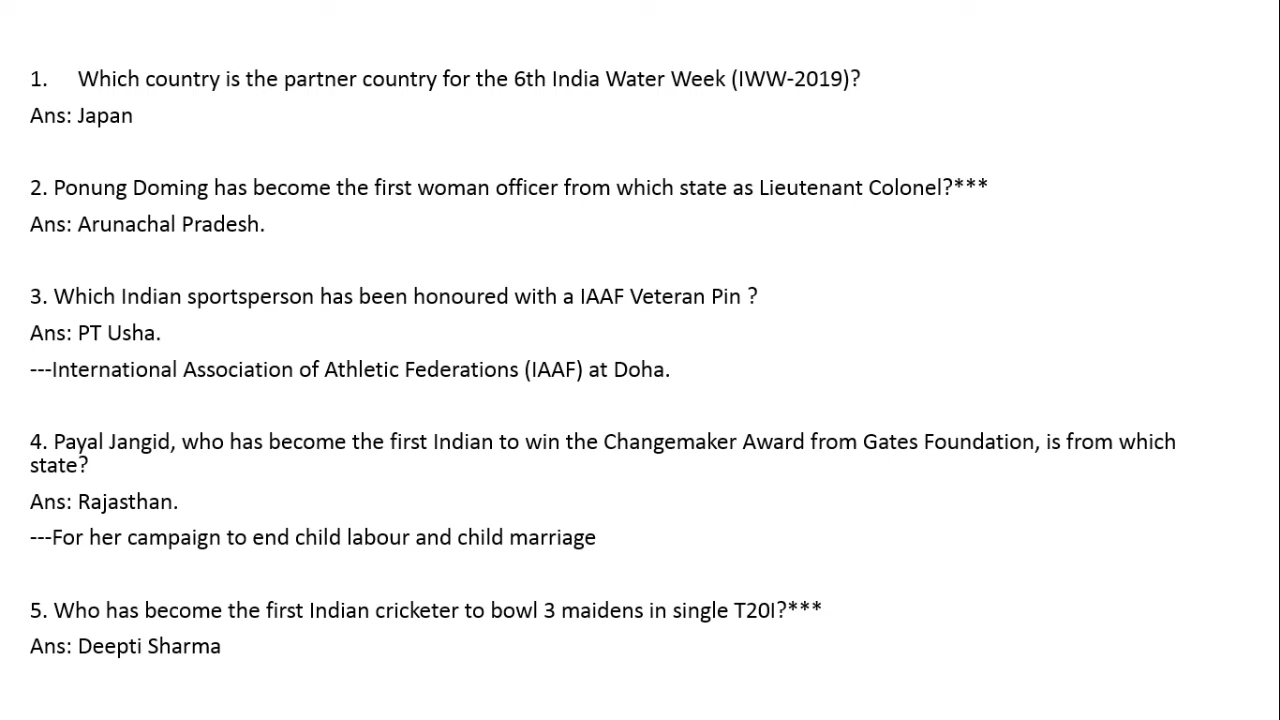 1. Which country is the partner country for the 6th India Water Week (IWW-2019)?
Ans: Japan
2. Ponung Doming has become the first woman officer from which state as Lieutenant Colonel?***
Ans: Arunachal Pradesh.
3. Which Indian sportsperson has been honoured with a IAAF Veteran Pin ?
Ans: PT Usha.
---International Association of Athletic Federations (IAAF) at Doha.
4. Payal Jangid, who has become the first Indian to win the Changemaker Award from Gates Foundation, is from which
state?
Ans: Rajasthan.
---For her campaign to end child labour and child marriage
5. Who has become the first Indian cricketer to bowl 3 maidens in single T20I?***
Ans: Deepti Sharma